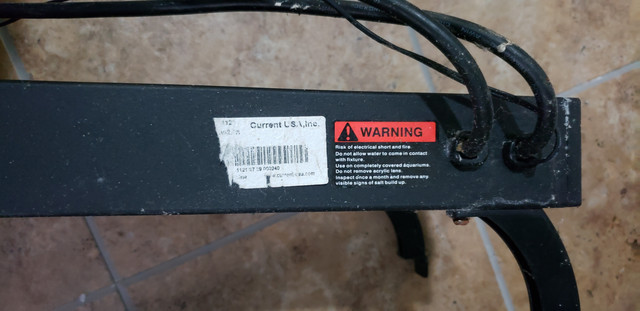 1121
Current USA, Inc.
WARNING
Risk of electrical short and fire
Do not allow water to come in contact
with fixture.
Use on completely covered aquariums.
Do not remove acrylic lens.
Inspect once a month and remove any
visible signs of salt build up.